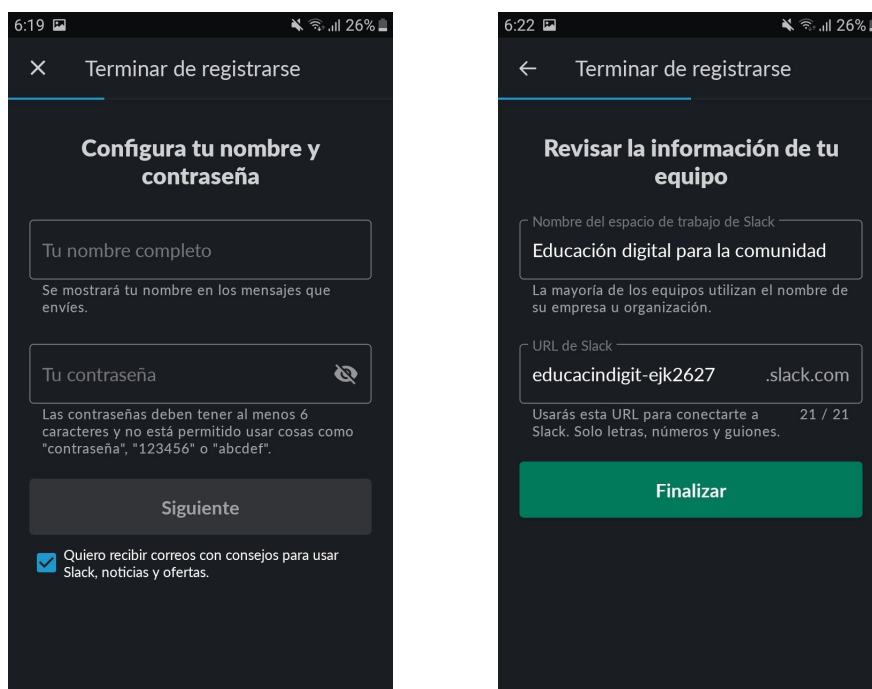 6:19
26%
Terminar de registrarse
Configura tu nombre y
contraseña
Tu nombre completo
Se mostrará tu nombre en los mensajes que
envíes.
Tu contraseña
Las contraseñas deben tener al menos 6
caracteres y no está permitido usar cosas como
"contraseña", "123456" o "abcdef".
Siguiente
Quiero recibir correos con consejos para usar
Slack, noticias y ofertas.
6:22
26%
Terminar de registrarse
Revisar la información de tu
equipo
Nombre del espacio de trabajo de Slack
Educación digital para la comunidad
La mayoría de los equipos utilizan el nombre de
su empresa u organización.
URL de Slack
educacindigit-ejk2627 .slack.com
Usarás esta URL para conectarte a 21 / 21
Slack. Solo letras, números y guiones.
Finalizar